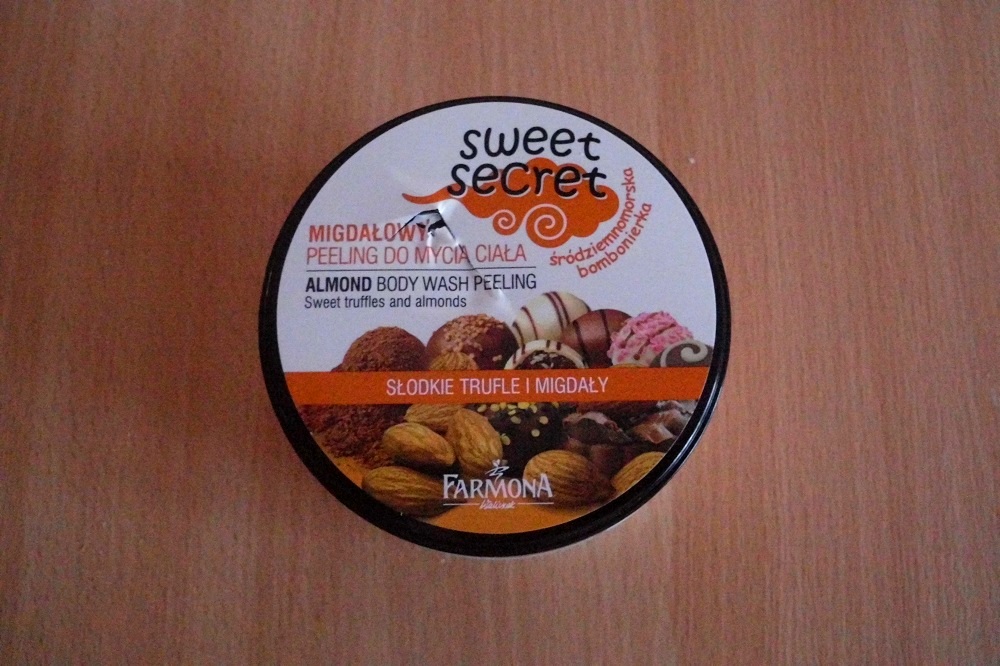 sweet
secret
śródziemnomorska
bombonierka
MIGDAŁOWY
PEELING DO MYCIA CIAŁA
ALMOND BODY WASH PEELING
Sweet truffles and almonds
SŁODKIE TRUFLE I MIGDAŁY
FARMONA